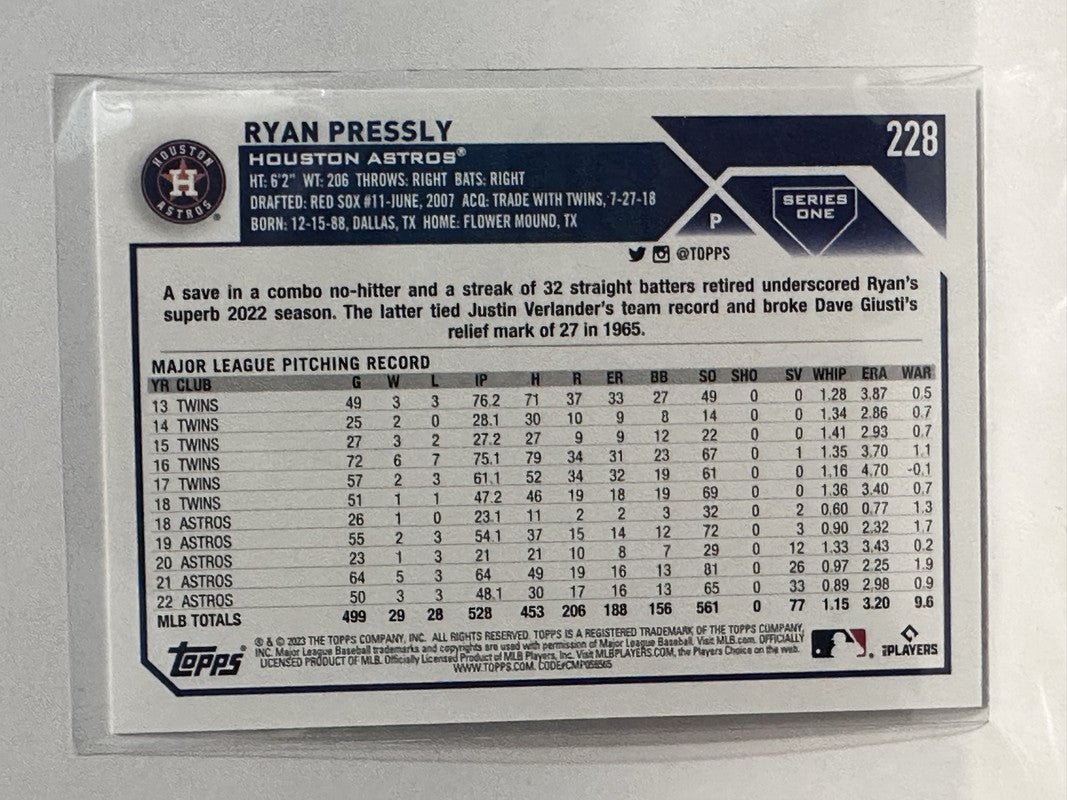 RYAN PRESSLY
228
HOUSTON ASTROS
HOUSTON ASTROS®
HT: 6'2" WT: 206 THROWS: RIGHT BATS: RIGHT
DRAFTED: RED SOX #11-JUNE, 2007 ACQ: TRADE WITH TWINS, 7-27-18
BORN: 12-15-88, DALLAS, TX HOME: FLOWER MOUND, TX
P
SERIES
ONE
@TOPPS
A save in a combo no-hitter and a streak of 32 straight batters retired underscored Ryan's
superb 2022 season. The latter tied Justin Verlander's team record and broke Dave Giusti's
relief mark of 27 in 1965.
MAJOR LEAGUE PITCHING RECORD
YR CLUB G W L IP H R ER BB SO SHO SV WHIP ERA WAR
13 TWINS 49 3 3 76.2 71 37 33 27 49 0 0 1.28 3.87 0.5
14 TWINS 25 2 0 28.1 30 10 9 8 14 0 0 1.34 2.86 0.7
15 TWINS 27 3 2 27.2 27 9 9 12 22 0 0 1.41 2.93 0.7
16 TWINS 72 6 7 75.1 79 34 31 23 67 0 1 1.35 3.70 1.1
17 TWINS 57 2 3 61.1 52 34 32 19 61 0 0 1.16 4.70 -0.1
18 TWINS 51 1 1 47.2 46 19 18 19 69 0 0 1.36 3.40 0.7
18 ASTROS 26 1 0 23.1 11 2 2 3 32 0 2 0.60 0.77 1.3
19 ASTROS 55 2 3 54.1 37 15 14 12 72 0 3 0.90 2.32 1.7
20 ASTROS 23 1 3 21 21 10 8 7 29 0 12 1.33 3.43 0.2
21 ASTROS 64 5 3 64 49 19 16 13 81 0 26 0.97 2.25 1.9
22 ASTROS 50 3 3 48.1 30 17 16 13 65 0 33 0.89 2.98 0.9
MLB TOTALS 499 29 28 528 453 206 188 156 561 0 77 1.15 3.20 9.6
Topps®
® & © 2023 THE TOPPS COMPANY, INC. ALL RIGHTS RESERVED. TOPPS IS A REGISTERED TRADEMARK OF THE TOPPS COMPANY,
INC. Major League Baseball trademarks and copyrights are used with permission of Major League Baseball. Visit MLB.com. OFFICIALLY
LICENSED PRODUCT OF MLB. Officially Licensed Product of MLB Players, Inc. Visit MLBPLAYERS.COM, the Players Choice on the web.
WWW.TOPPS.COM. CODE#CMP058565
PLAYERS